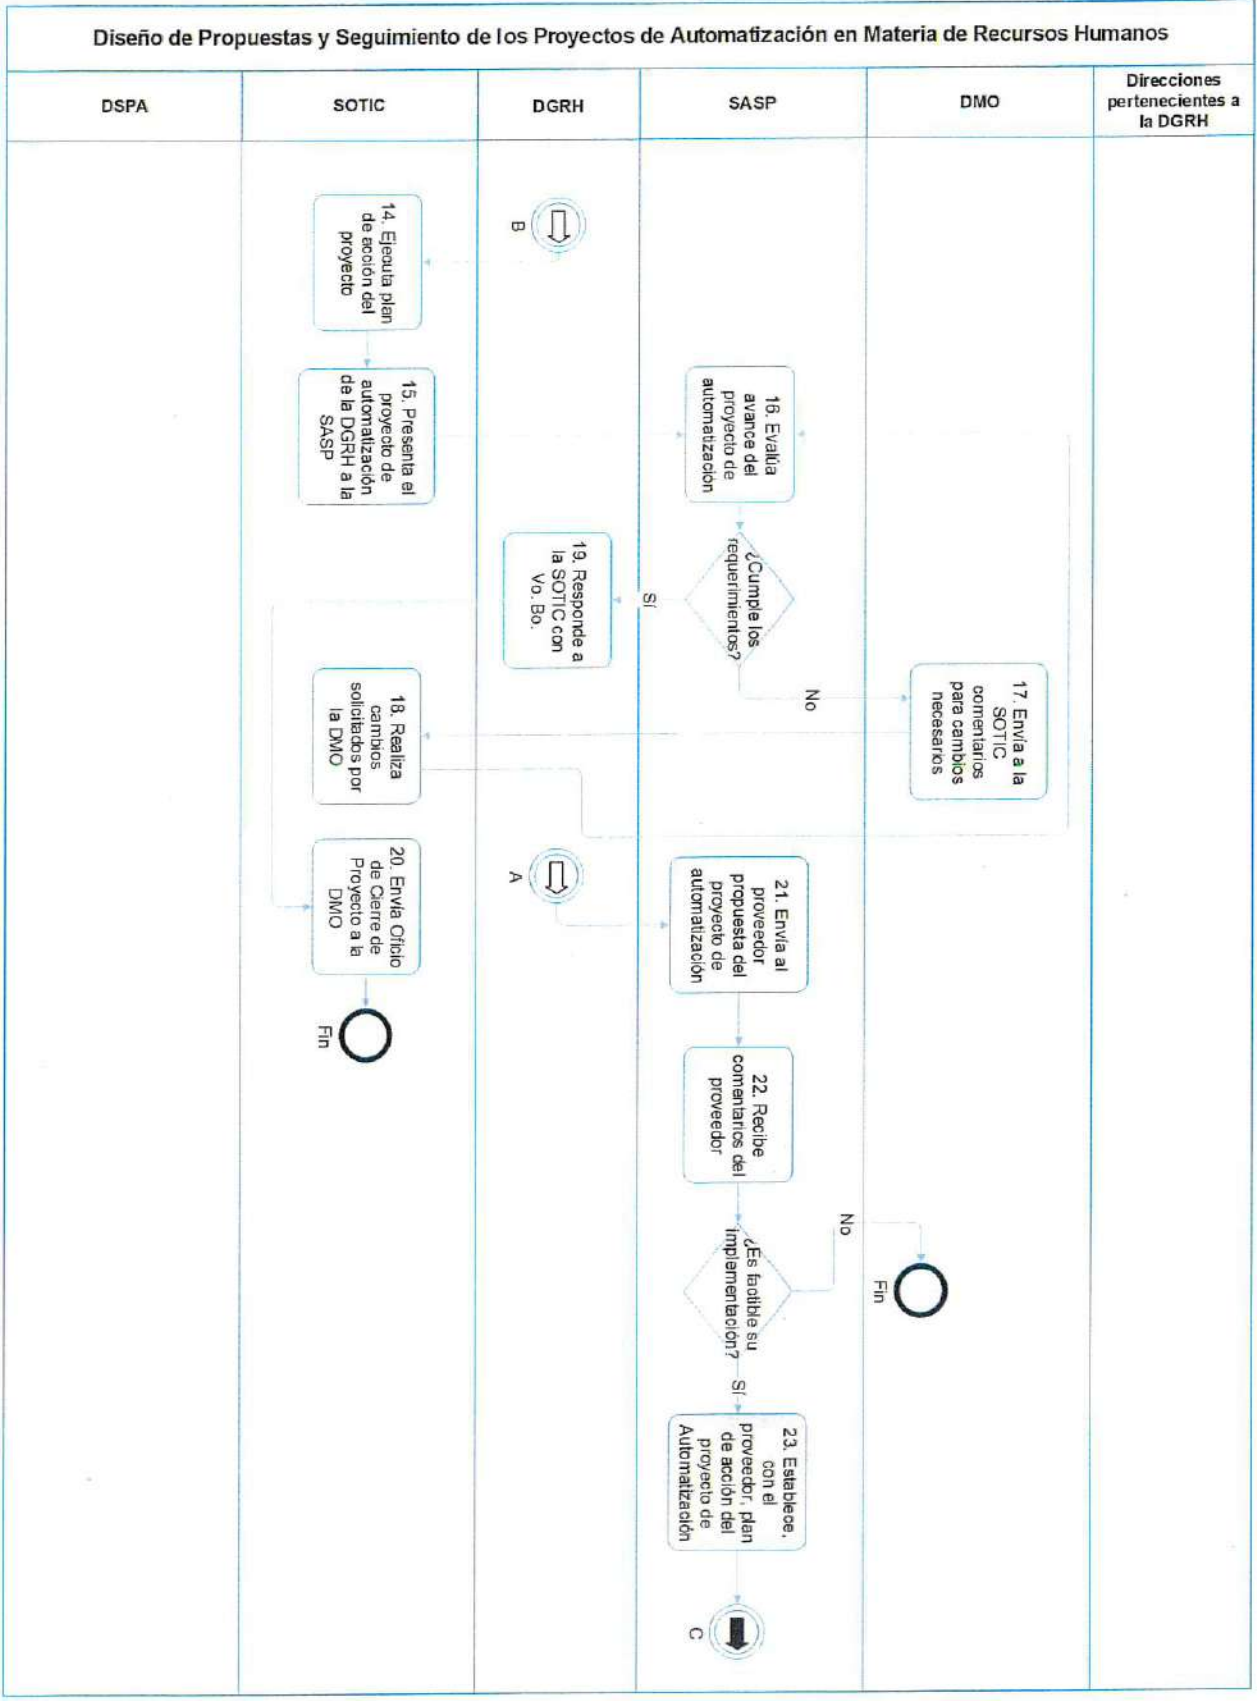 Diseño de Propuestas y Seguimiento de los Proyectos de Automatización en Materia de Recursos Humanos
DSPA
SOTIC
DGRH
SASP
DMO
Direcciones
pertenecientes a
la DGRH
B
14. Ejecuta plan
de acción del
proyecto
15. Presenta el
proyecto de
automatización
de la DGRH a la
SASP
16. Evalúa
avance del
proyecto de
automatización
¿Cumple los
requerimientos?
Sí
No
17. Envía a la
SOTIC
comentarios
para cambios
necesarios
18. Realiza
cambios
solicitados por
la DMO
19. Responde a
la SOTIC con
Vo. Bo.
20. Envía Oficio
de Cierre de
Proyecto a la
DMO
Fin
A
21. Envía al
proveedor
propuesta del
proyecto de
automatización
22. Recibe
comentarios del
proveedor
¿Es factible su
implementación?
No
Fin
Sí
23. Establece,
con el
proveedor, plan
de acción del
proyecto de
Automatización
C